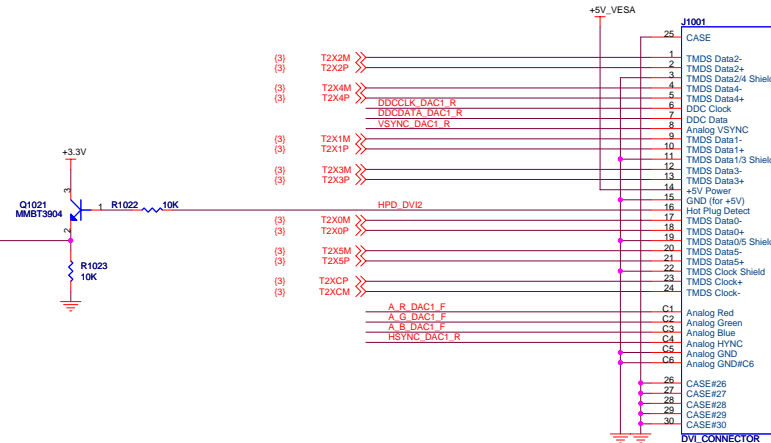 +5V_VESA
J1001
25 CASE
{3} T2X2M 1 TMDS Data2-
{3} T2X2P 2 TMDS Data2+
3 TMDS Data2/4 Shield
{3} T2X4M 4 TMDS Data4-
{3} T2X4P 5 TMDS Data4+
DDCCLK_DAC1_R 6 DDC Clock
DDCDATA_DAC1_R 7 DDC Data
VSYNC_DAC1_R 8 Analog VSYNC
{3} T2X1M 9 TMDS Data1-
{3} T2X1P 10 TMDS Data1+
11 TMDS Data1/3 Shield
{3} T2X3M 12 TMDS Data3-
{3} T2X3P 13 TMDS Data3+
14 +5V Power
15 GND (for +5V)
HPD_DVI2 16 Hot Plug Detect
{3} T2X0M 17 TMDS Data0-
{3} T2X0P 18 TMDS Data0+
19 TMDS Data0/5 Shield
{3} T2X5M 20 TMDS Data5-
{3} T2X5P 21 TMDS Data5+
22 TMDS Clock Shield
{3} T2XCP 23 TMDS Clock+
{3} T2XCM 24 TMDS Clock-
A_R_DAC1_F C1 Analog Red
A_G_DAC1_F C2 Analog Green
A_B_DAC1_F C3 Analog Blue
HSYNC_DAC1_R C4 Analog HYNC
C5 Analog GND
C6 Analog GND#C6
26 CASE#26
27 CASE#27
28 CASE#28
29 CASE#29
30 CASE#30
DVI_CONNECTOR
+3.3V
3
Q1021
MMBT3904
1
R1022 10K
2
R1023
10K